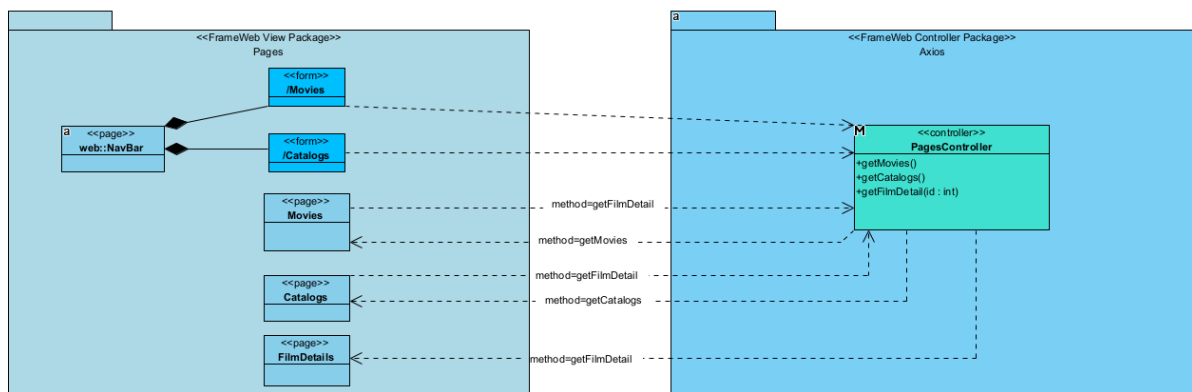 <<FrameWeb View Package>>
Pages
<<form>>
/Movies
a
<<page>>
web::NavBar
<<form>>
/Catalogs
<<page>>
Movies
<<page>>
Catalogs
<<page>>
FilmDetails
method=getFilmDetail
method=getMovies
method=getFilmDetail
method=getCatalogs
method=getFilmDetail
a
<<FrameWeb Controller Package>>
Axios
M
<<controller>>
PagesController
+getMovies()
+getCatalogs()
+getFilmDetail(id : int)